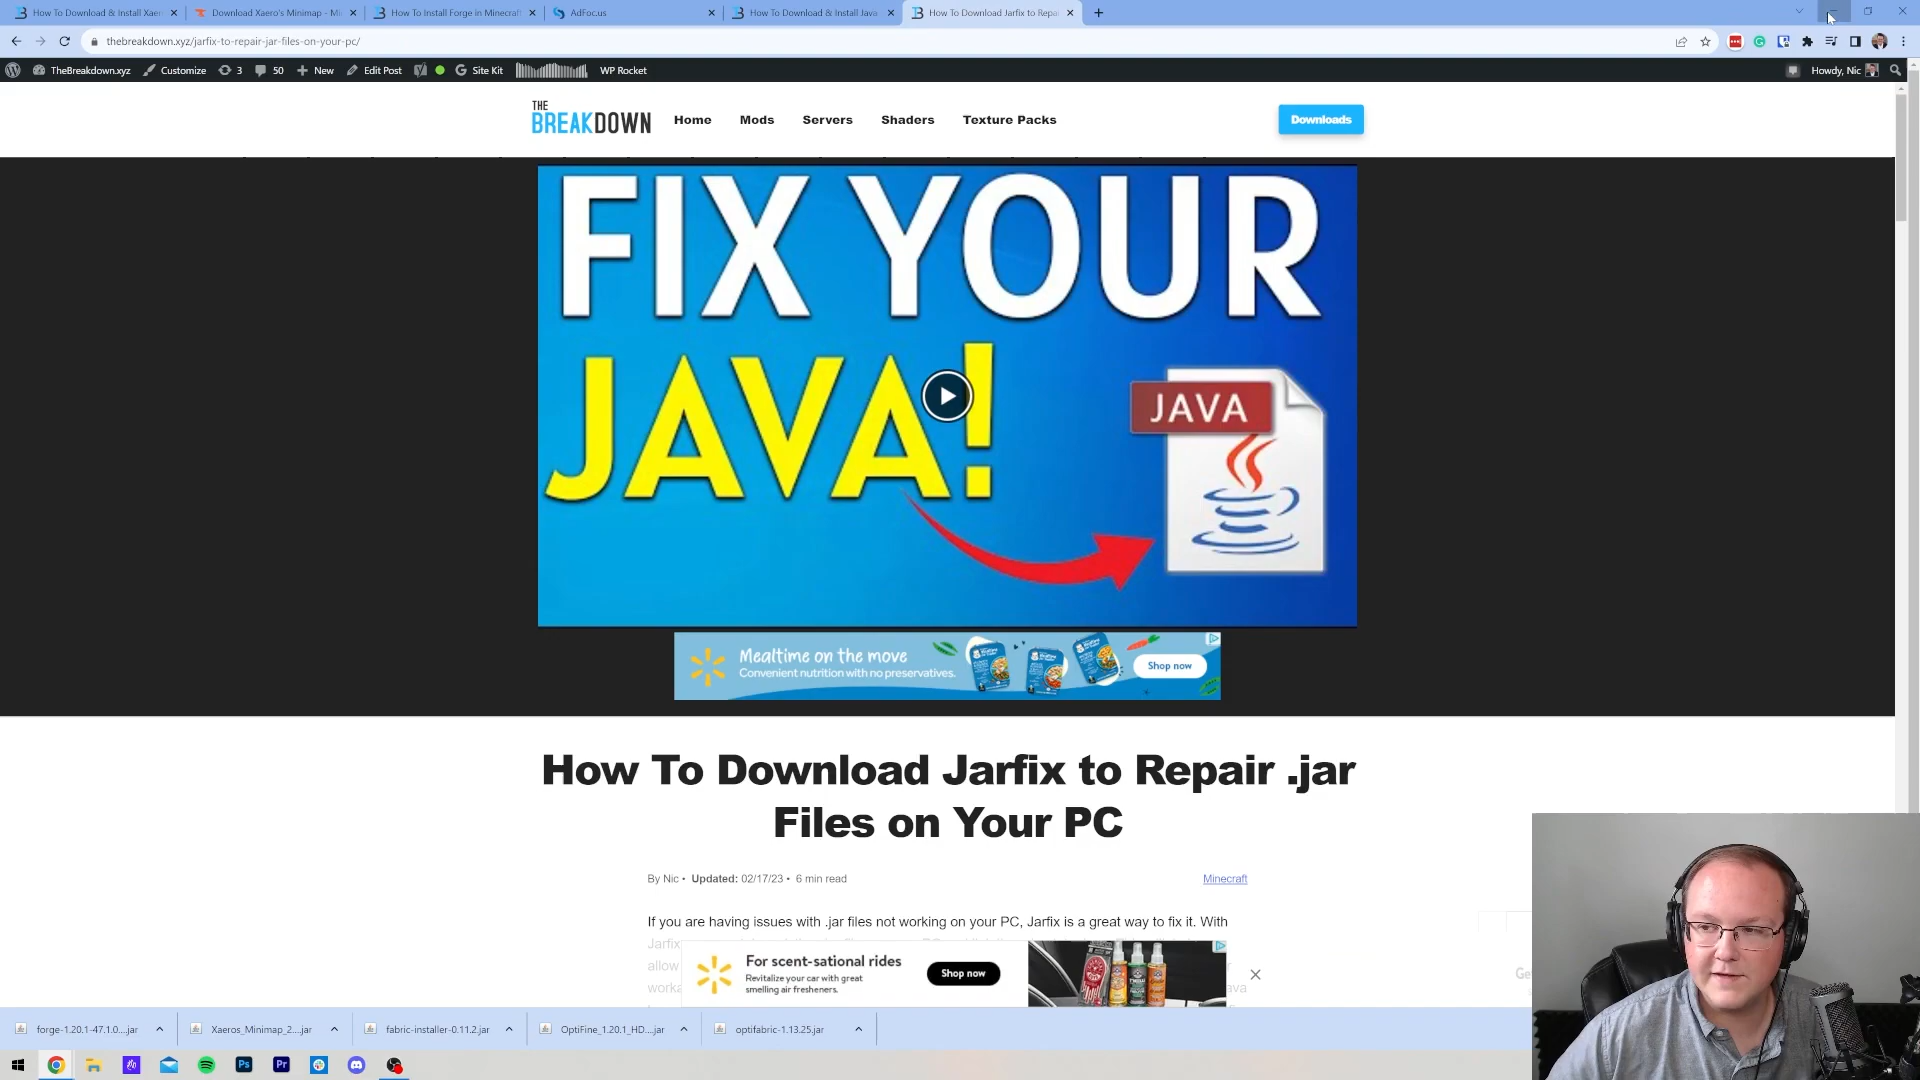 How To Download & Install Xaer
Download Xaero's Minimap - Mi
How To Install Forge in Minecraft
AdFoc.us
How To Download & Install Java
How To Download Jarfix to Repai
thebreakdown.xyz/jarfix-to-repair-jar-files-on-your-pc/
TheBreakdown.xyz
Customize
3
50
New
Edit Post
Site Kit
WP Rocket
Howdy, Nic
THE
BREAKDOWN
Home
Mods
Servers
Shaders
Texture Packs
Downloads
FIX YOUR
JAVA!
JAVA
Mealtime on the move
Convenient nutrition with no preservatives.
Shop now
How To Download Jarfix to Repair .jar
Files on Your PC
By Nic • Updated: 02/17/23 • 6 min read
Minecraft
If you are having issues with .jar files not working on your PC, Jarfix is a great way to fix it. With
Jarfix
allow
worka
For scent-sational rides
Revitalize your car with great
smelling air fresheners.
Shop now
forge-1.20.1-47.1.0....jar
Xaeros_Minimap_2....jar
fabric-installer-0.11.2.jar
OptiFine_1.20.1_HD....jar
optifabric-1.13.25.jar